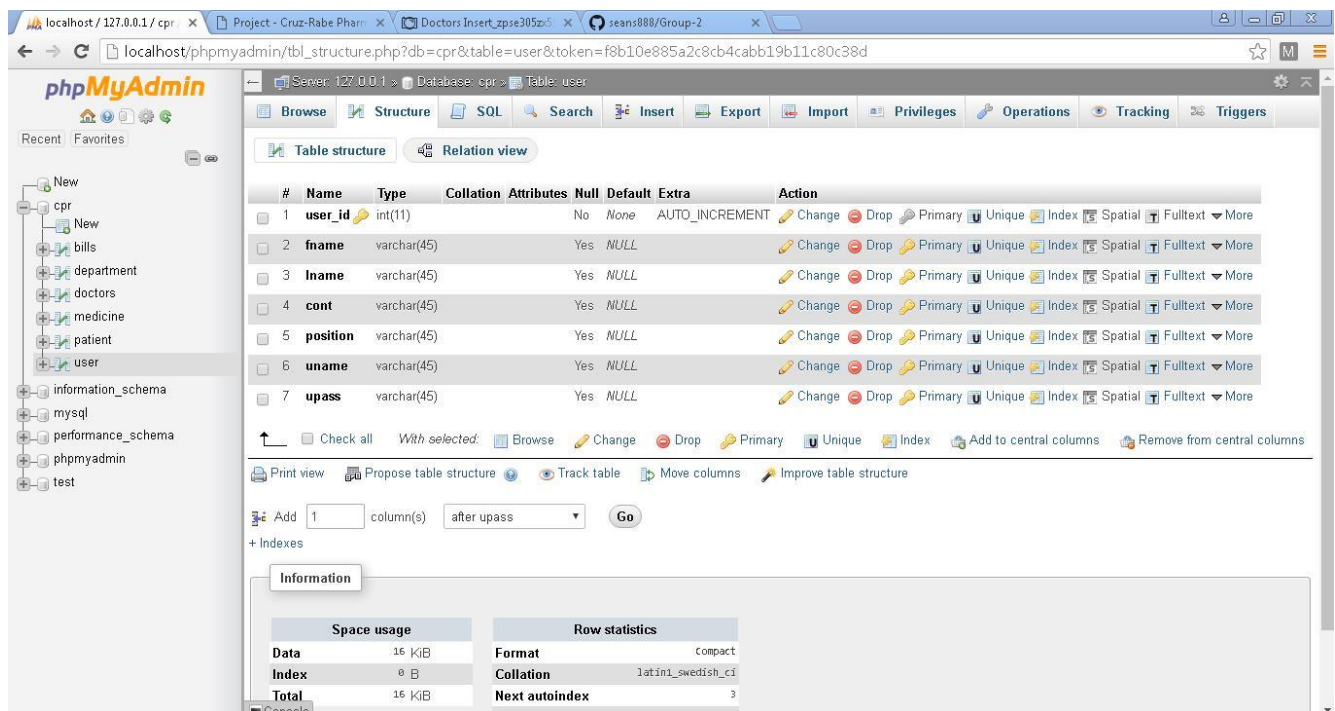 localhost / 127.0.0.1 / cpr Project - Cruz-Rabe Pharm Doctors Insert_zpse305zx5 seans888/Group-2
localhost/phpmyadmin/tbl_structure.php?db=cpr&table=user&token=f8b10e885a2c8cb4cabb19b11c80c38d
phpMyAdmin
Recent Favorites
New
cpr
New
bills
department
doctors
medicine
patient
user
information_schema
mysql
performance_schema
phpmyadmin
test
Server: 127.0.0.1 » Database: cpr » Table: user
Browse Structure SQL Search Insert Export Import Privileges Operations Tracking Triggers
Table structure Relation view
# Name Type Collation Attributes Null Default Extra Action
1 user_id int(11) No None AUTO_INCREMENT Change Drop Primary Unique Index Spatial Fulltext More
2 fname varchar(45) Yes NULL Change Drop Primary Unique Index Spatial Fulltext More
3 lname varchar(45) Yes NULL Change Drop Primary Unique Index Spatial Fulltext More
4 cont varchar(45) Yes NULL Change Drop Primary Unique Index Spatial Fulltext More
5 position varchar(45) Yes NULL Change Drop Primary Unique Index Spatial Fulltext More
6 uname varchar(45) Yes NULL Change Drop Primary Unique Index Spatial Fulltext More
7 upass varchar(45) Yes NULL Change Drop Primary Unique Index Spatial Fulltext More
Check all With selected: Browse Change Drop Primary Unique Index Add to central columns Remove from central columns
Print view Propose table structure Track table Move columns Improve table structure
Add 1 column(s) after upass Go
+ Indexes
Information
Space usage Row statistics
Data 16 KiB Format Compact
Index 0 B Collation latin1_swedish_ci
Total 16 KiB Next autoindex 3
Console